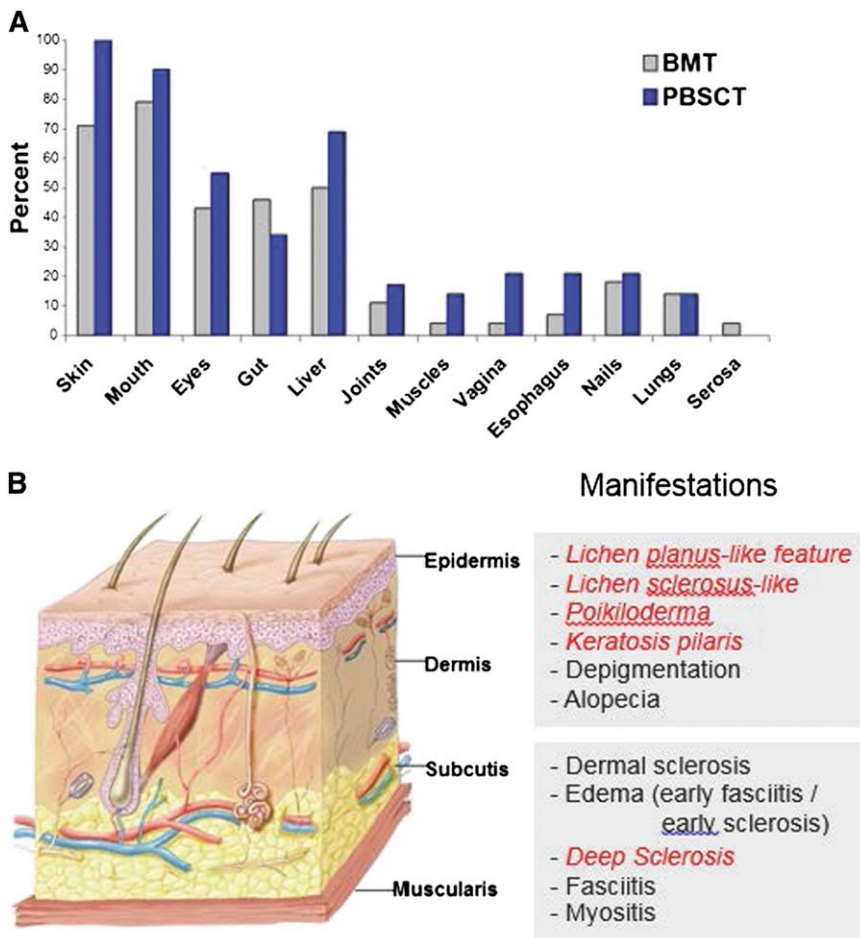 A
100
90
80
70
60
50
40
30
20
10
0
Percent
BMT
PBSCT
Skin
Mouth
Eyes
Gut
Liver
Joints
Muscles
Vagina
Esophagus
Nails
Lungs
Serosa
B
Manifestations
Epidermis
Dermis
Subcutis
Muscularis
- Lichen planus-like feature
- Lichen sclerosus-like
- Poikiloderma
- Keratosis pilaris
- Depigmentation
- Alopecia
- Dermal sclerosis
- Edema (early fasciitis /
early sclerosis)
- Deep Sclerosis
- Fasciitis
- Myositis